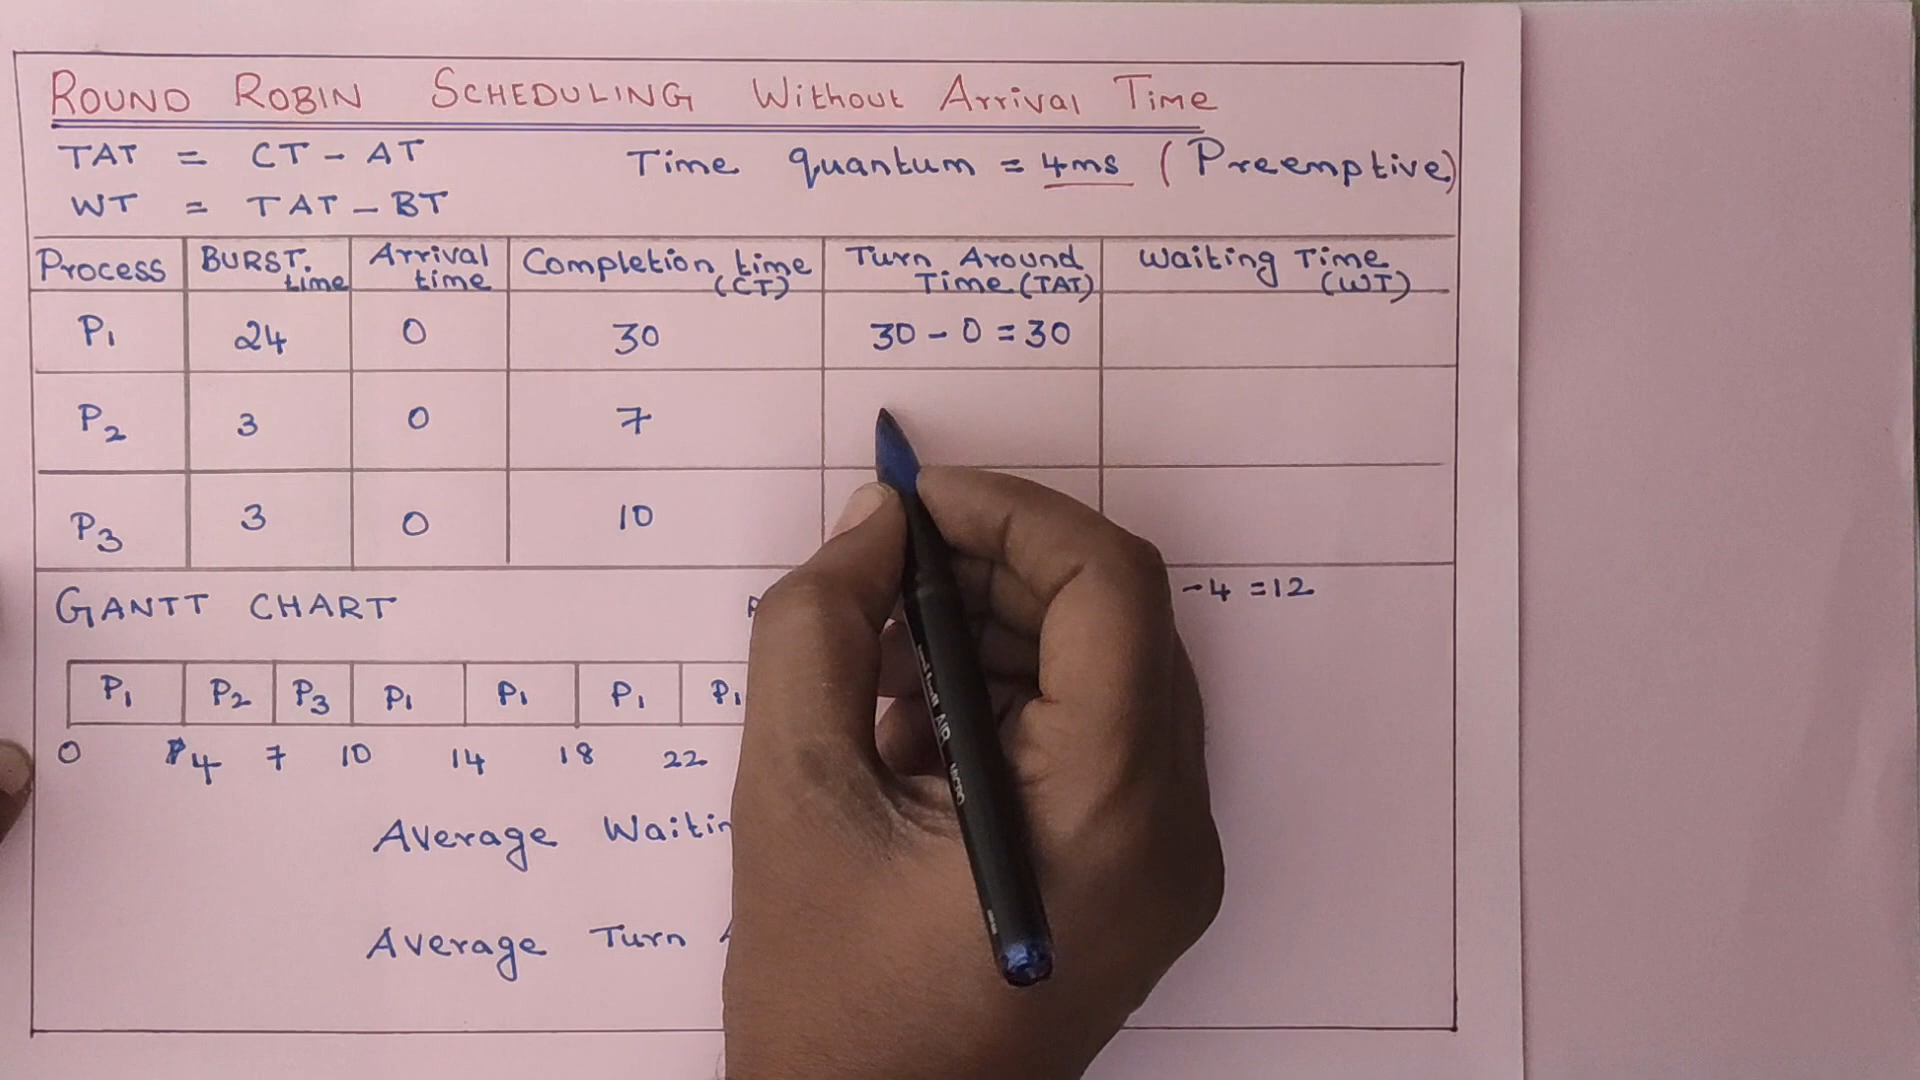 ROUND ROBIN SCHEDULING Without Arrival Time
TAT = CT - AT Time quantum = 4ms (Preemptive)
WT = TAT - BT
Process BURST time Arrival time Completion time (CT) Turn Around Time (TAT) Waiting Time (WT)
P1 24 0 30 30 - 0 = 30
P2 3 0 7
P3 3 0 10
GANTT CHART -4 =12
P1 P2 P3 P1 P1 P1 P1
0 4 7 10 14 18 22
Average
Average Turn
uni AIR MICRO